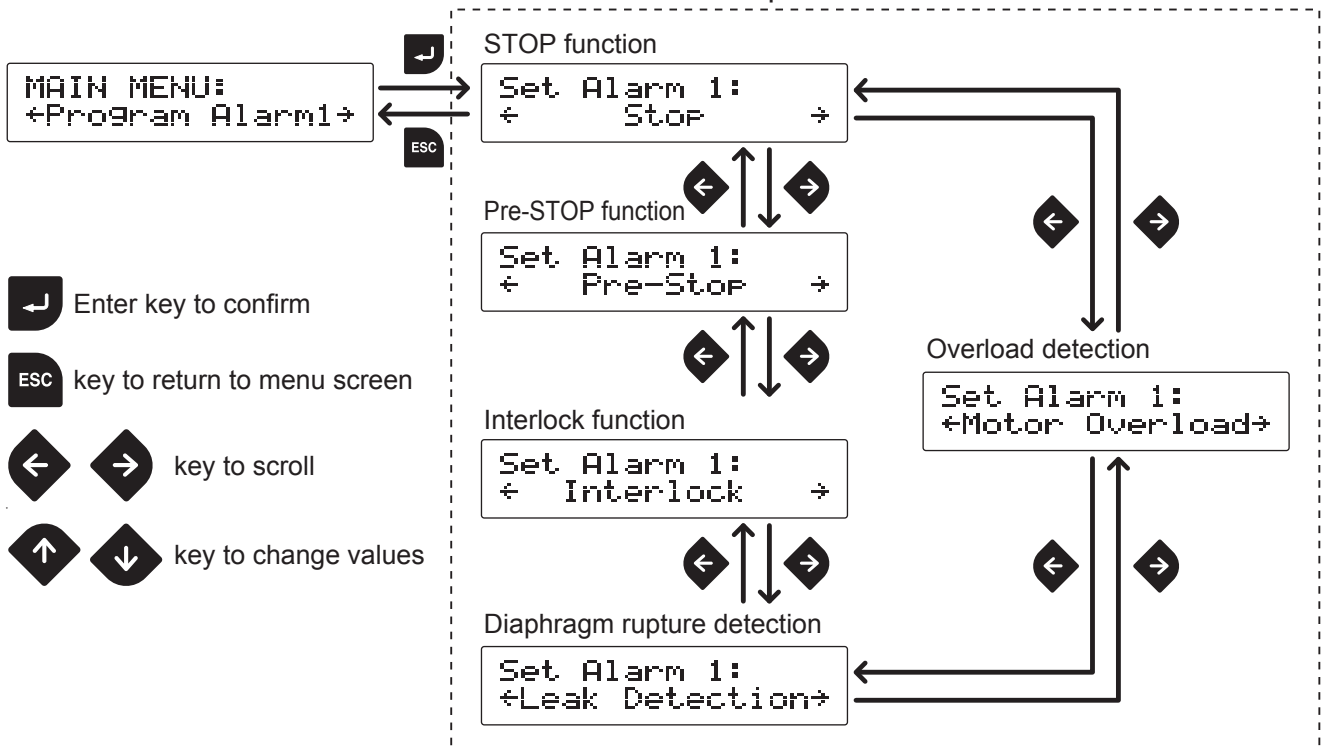 STOP function
MAIN MENU:
←Program Alarm1→
ESC
Set Alarm 1:
← Stop →
Pre-STOP function
Set Alarm 1:
← Pre-Stop →
Enter key to confirm
ESC key to return to menu screen
key to scroll
key to change values
Interlock function
Set Alarm 1:
← Interlock →
Diaphragm rupture detection
Set Alarm 1:
←Leak Detection→
Overload detection
Set Alarm 1:
←Motor Overload→